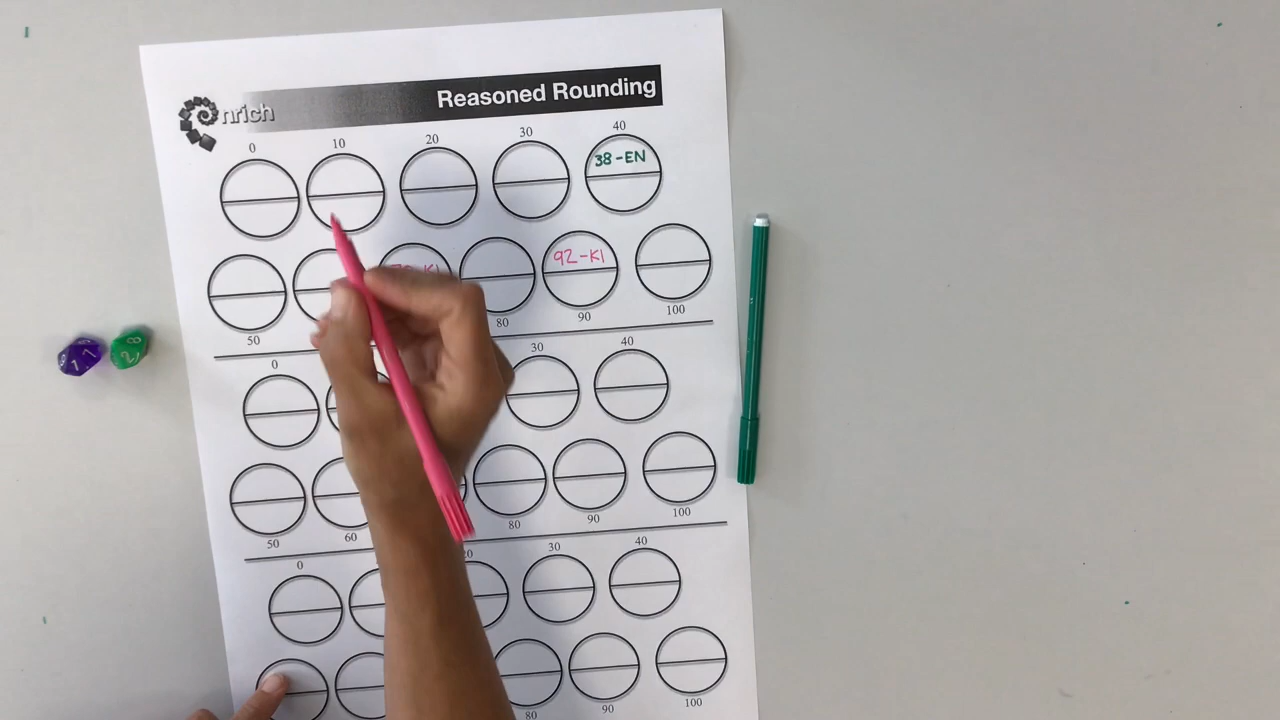 Reasoned Rounding
nrich
0 10 20 30 40
38-EN
92-KI
50 80 90 100
0 30 40
50 60 80 90 100
0 20 30 40
80 90 100